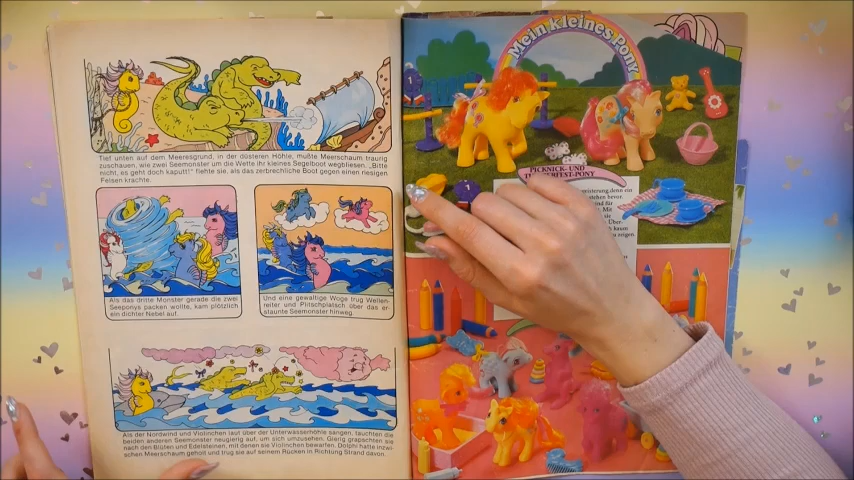 Tief unten auf dem Meeresgrund, in der düsteren Höhle, mußte Meerschaum traurig
zuschauen, wie zwei Seemonster um die Wette ihr kleines Segelboot wegbliesen. „Bitte
nicht, es geht doch kaputt!" flehte sie, als das zerbrechliche Boot gegen einen riesigen
Felsen krachte.
Als das dritte Monster gerade die zwei
Seeponys packen wollte, kam plötzlich
ein dichter Nebel auf.
Und eine gewaltige Woge trug Wellen-
reiter und Plitschplatsch über das er-
staunte Seemonster hinweg.
Als der Nordwind und Violinchen laut über der Unterwasserhöhle sangen, tauchten die
beiden anderen Seemonster neugierig auf, um sich umzusehen. Gierig grapschten sie
nach den Blüten und Edelsteinen, mit denen sie Violinchen bewarfen. Dolphi hatte inzwi-
schen Meerschaum geholt und trug sie auf seinem Rücken in Richtung Strand davon.
Mein kleines Pony
PICKNICK- UND